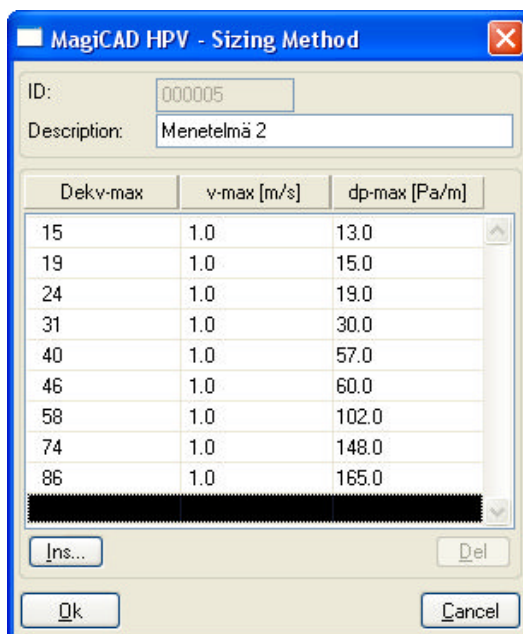 MagiCAD HPV - Sizing Method
ID: 000005
Description: Menetelmä 2
Dekv-max v-max [m/s] dp-max [Pa/m]
15 1.0 13.0
19 1.0 15.0
24 1.0 19.0
31 1.0 30.0
40 1.0 57.0
46 1.0 60.0
58 1.0 102.0
74 1.0 148.0
86 1.0 165.0
Ins... Del
Ok Cancel